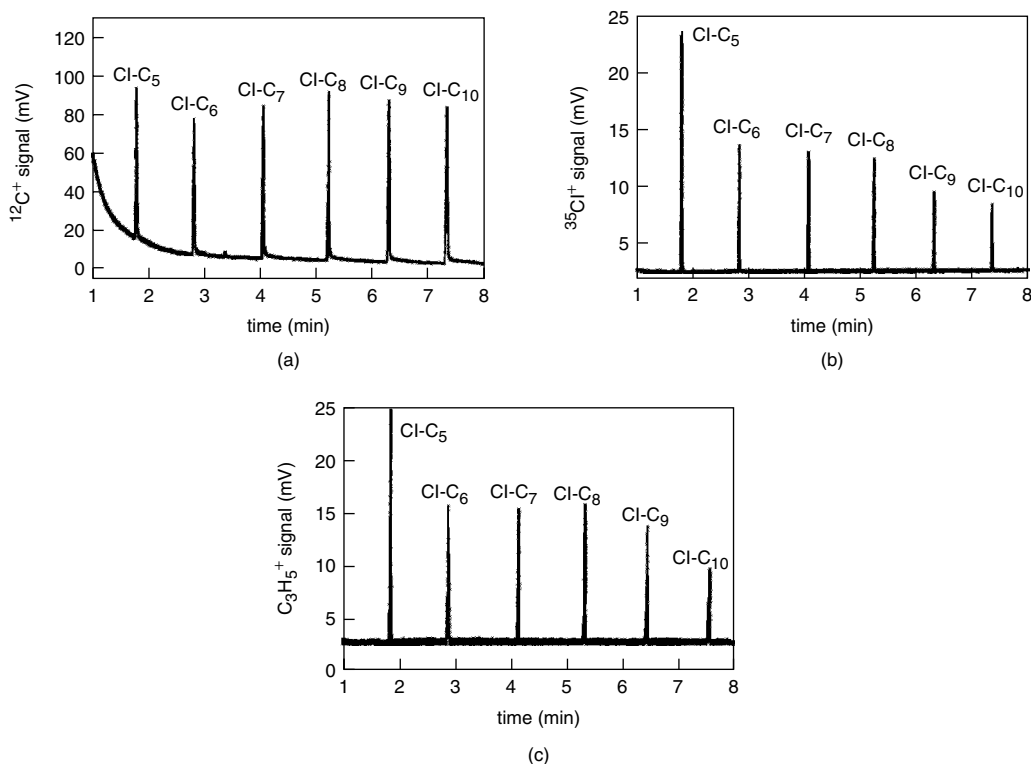 120
100
80
60
40
20
0
¹²C⁺ signal (mV)
Cl-C₅
Cl-C₆
Cl-C₇
Cl-C₈
Cl-C₉
Cl-C₁₀
1 2 3 4 5 6 7 8
time (min)
(a)
25
20
15
10
5
0
³⁵Cl⁺ signal (mV)
Cl-C₅
Cl-C₆
Cl-C₇
Cl-C₈
Cl-C₉
Cl-C₁₀
1 2 3 4 5 6 7 8
time (min)
(b)
25
20
15
10
5
0
C₃H₅⁺ signal (mV)
Cl-C₅
Cl-C₆
Cl-C₇
Cl-C₈
Cl-C₉
Cl-C₁₀
1 2 3 4 5 6 7 8
time (min)
(c)